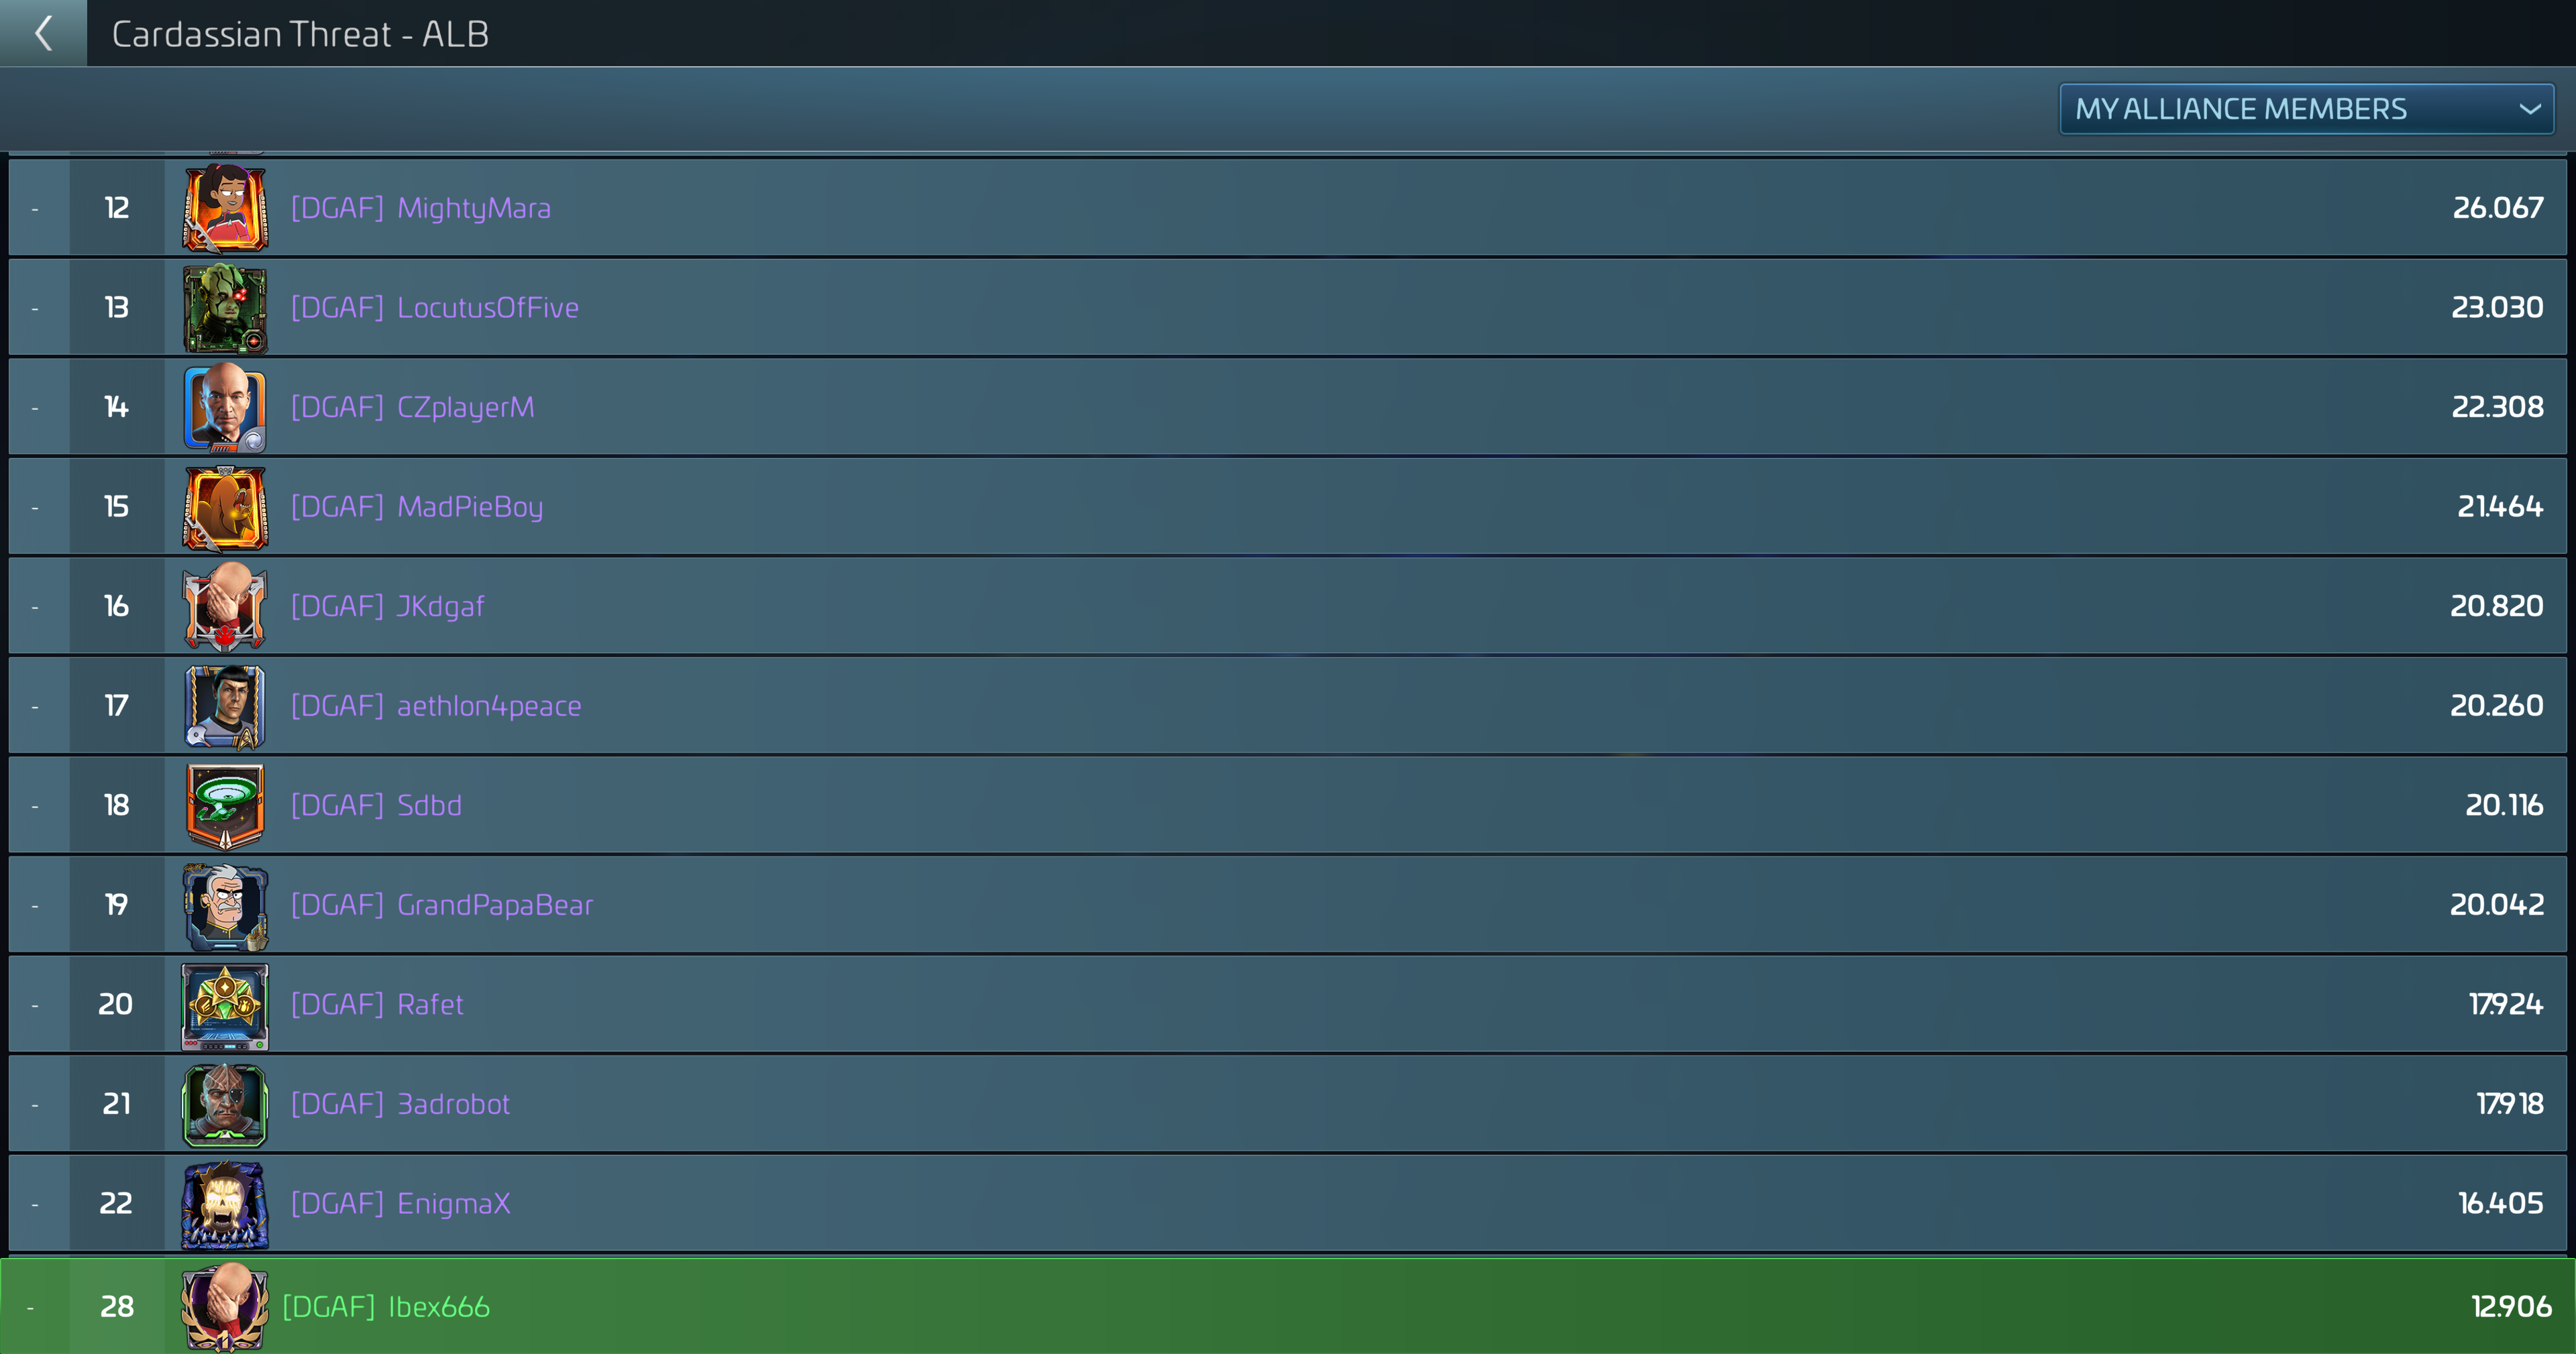 Cardassian Threat - ALB
MY ALLIANCE MEMBERS
- 12 [DGAF] MightyMara 26.067
- 13 [DGAF] LocutusOfFive 23.030
- 14 [DGAF] CZplayerM 22.308
- 15 [DGAF] MadPieBoy 21.464
- 16 [DGAF] JKdgaf 20.820
- 17 [DGAF] aethlon4peace 20.260
- 18 [DGAF] Sdbd 20.116
- 19 [DGAF] GrandPapaBear 20.042
- 20 [DGAF] Rafet 17.924
- 21 [DGAF] 3adrobot 17.918
- 22 [DGAF] EnigmaX 16.405
- 28 [DGAF] Ibex666 12.906